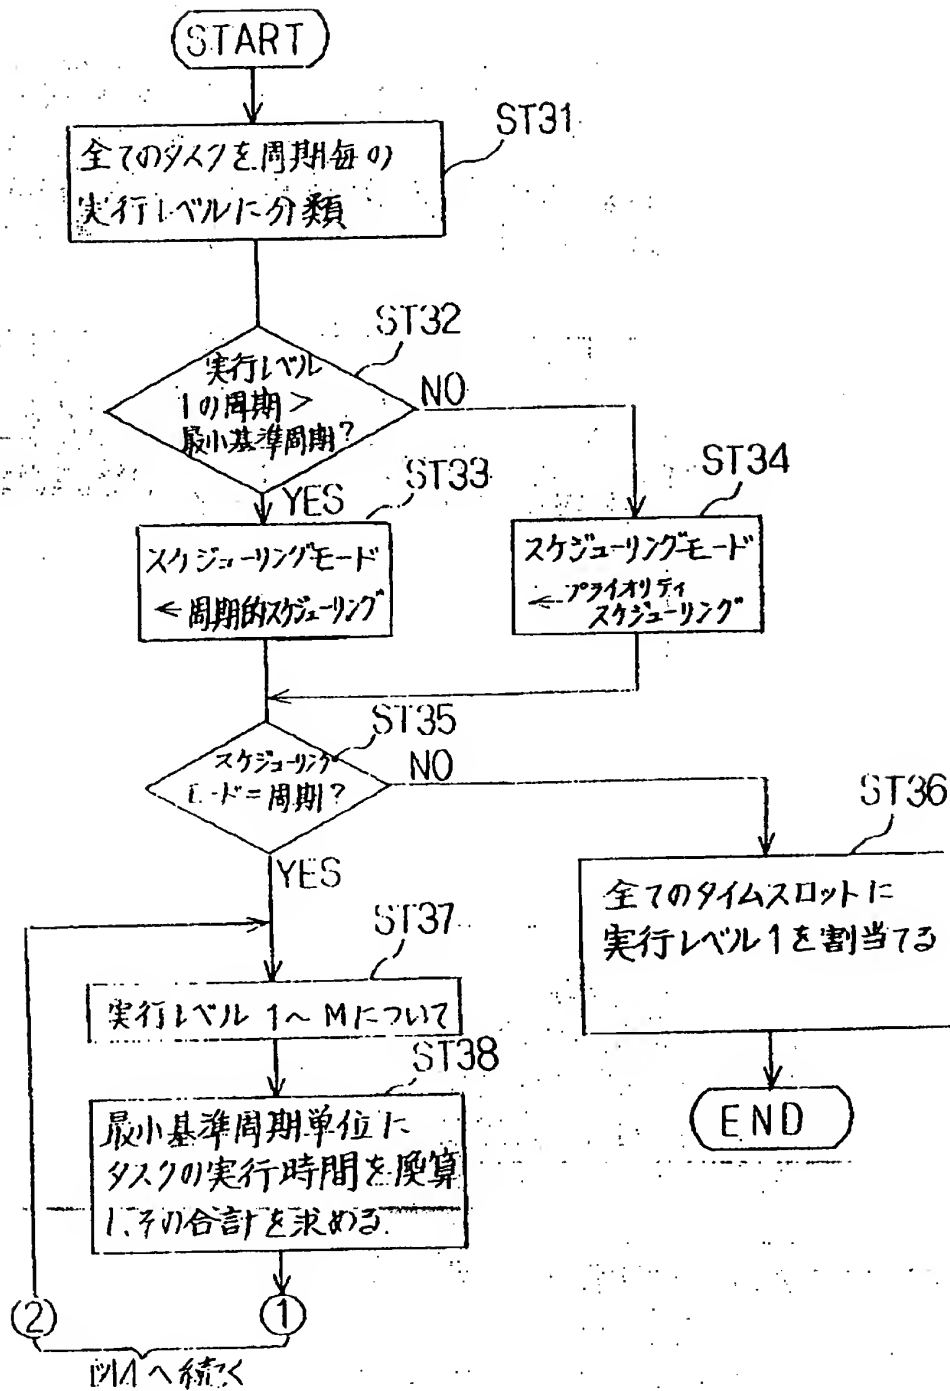 START
ST31
全てのタスクを周期毎の
実行レベルに分類
ST32
実行レベル
1の周期>
最小基準周期?
NO
YES
ST33
スケジューリングモード
← 周期的スケジューリング
ST34
スケジューリングモード
← プライオリティ
スケジューリング
ST35
スケジューリング
モード=周期?
NO
YES
ST36
全てのタイムスロットに
実行レベル1を割当てる
END
ST37
実行レベル 1~Mについて
ST38
最小基準周期単位に
タスクの実行時間を換算
し、その合計を求める.
(2)
①
図4へ続く